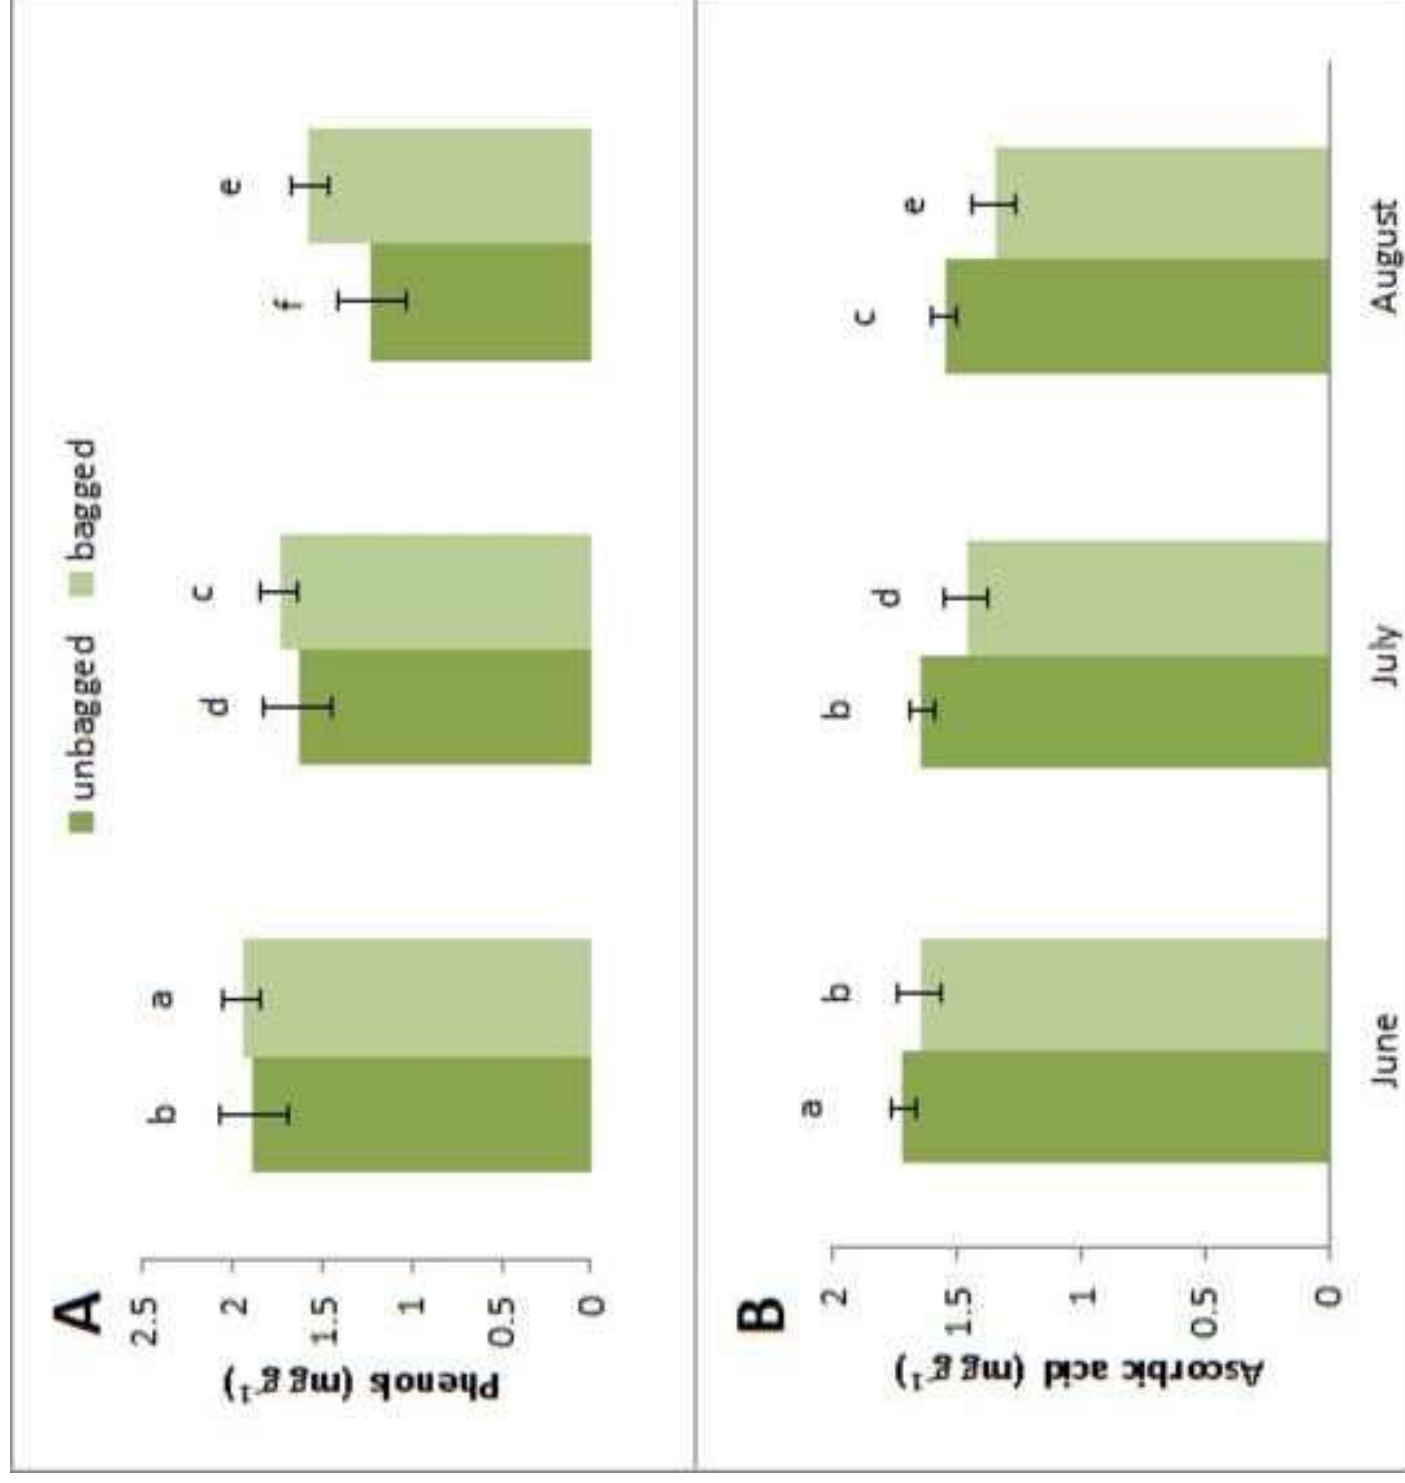 A
unbagged bagged
Phenols (mg g⁻¹)
2.5
2
1.5
1
0.5
0
b a d c f e
B
Ascorbic acid (mg g⁻¹)
2
1.5
1
0.5
0
a b b d c e
June July August